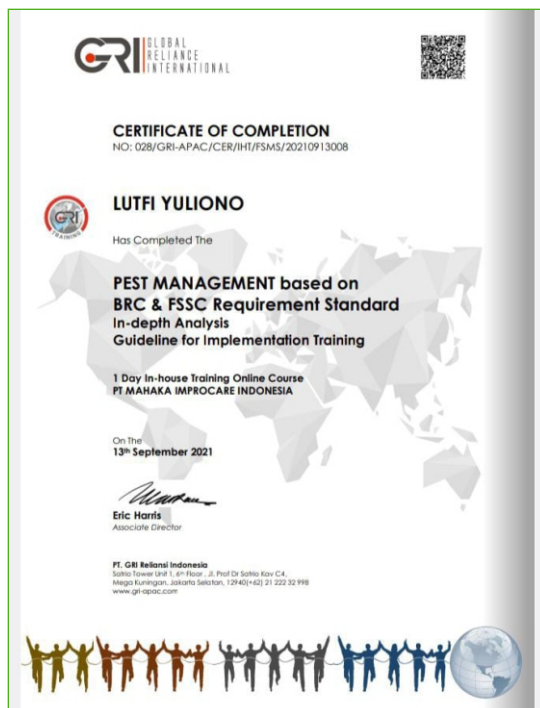 GRI GLOBAL
RELIANCE
INTERNATIONAL
CERTIFICATE OF COMPLETION
NO: 028/GRI-APAC/CER/IHT/FSMS/20210913008
GRI
TRAINING
LUTFI YULIONO
Has Completed The
PEST MANAGEMENT based on
BRC & FSSC Requirement Standard
In-depth Analysis
Guideline for Implementation Training
1 Day In-house Training Online Course
PT MAHAKA IMPROCARE INDONESIA
On The
13th September 2021
Eric Harris
Associate Director
PT. GRI Reliansi Indonesia
Satrio Tower Unit 1, 6th Floor , Jl. Prof Dr Satrio Kav C4,
Mega Kuningan, Jakarta Selatan, 12940(+62) 21 222 32 998
www.gri-apac.com